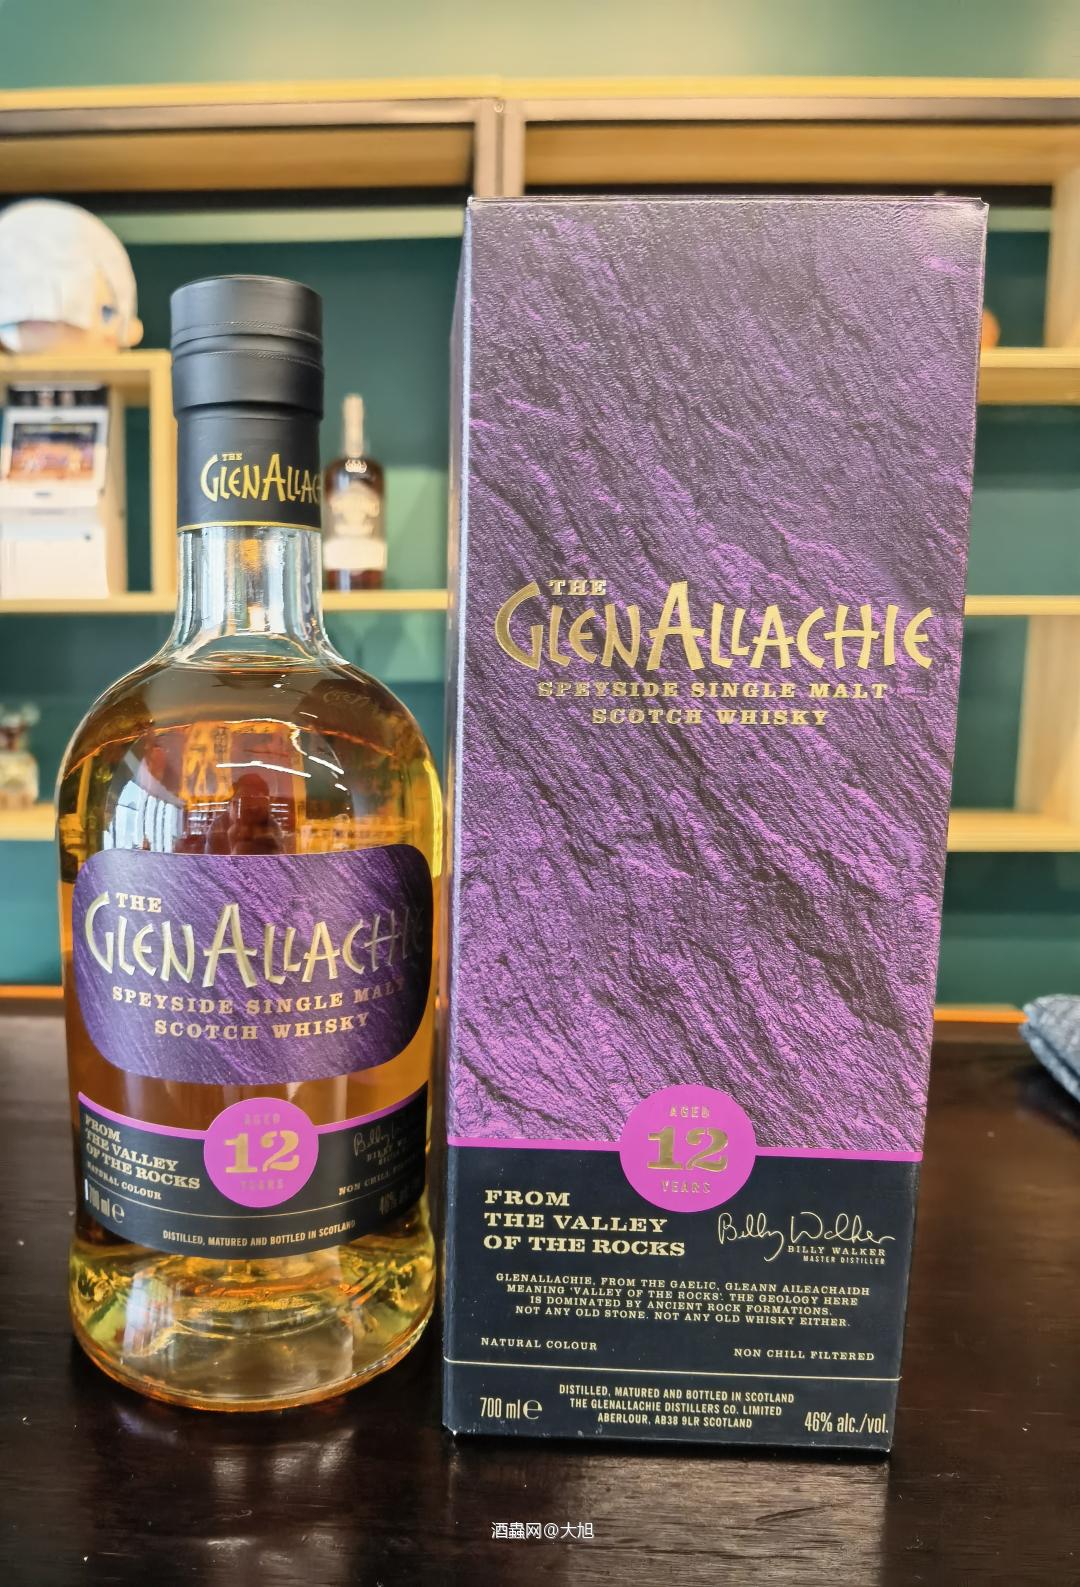 THE
GLENALLAC
THE
GLENALLACHIE
SPEYSIDE SINGLE MALT
SCOTCH WHISKY
AGED
12
YEARS
FROM
THE VALLEY
OF THE ROCKS
NATURAL COLOUR
NON CHILL FILTERED
700 ml e
46%
DISTILLED, MATURED AND BOTTLED IN SCOTLAND
THE
GLENALLACHIE
SPEYSIDE SINGLE MALT
SCOTCH WHISKY
AGED
12
YEARS
FROM
THE VALLEY
OF THE ROCKS
Billy Walker
BILLY WALKER
MASTER DISTILLER
GLENALLACHIE, FROM THE GAELIC, GLEANN AILEACHAIDH
MEANING 'VALLEY OF THE ROCKS'. THE GEOLOGY HERE
IS DOMINATED BY ANCIENT ROCK FORMATIONS.
NOT ANY OLD STONE. NOT ANY OLD WHISKY EITHER.
NATURAL COLOUR
NON CHILL FILTERED
700 ml e
DISTILLED, MATURED AND BOTTLED IN SCOTLAND
THE GLENALLACHIE DISTILLERS CO. LIMITED
ABERLOUR, AB38 9LR SCOTLAND
46% alc./vol.
酒蟲网@大旭